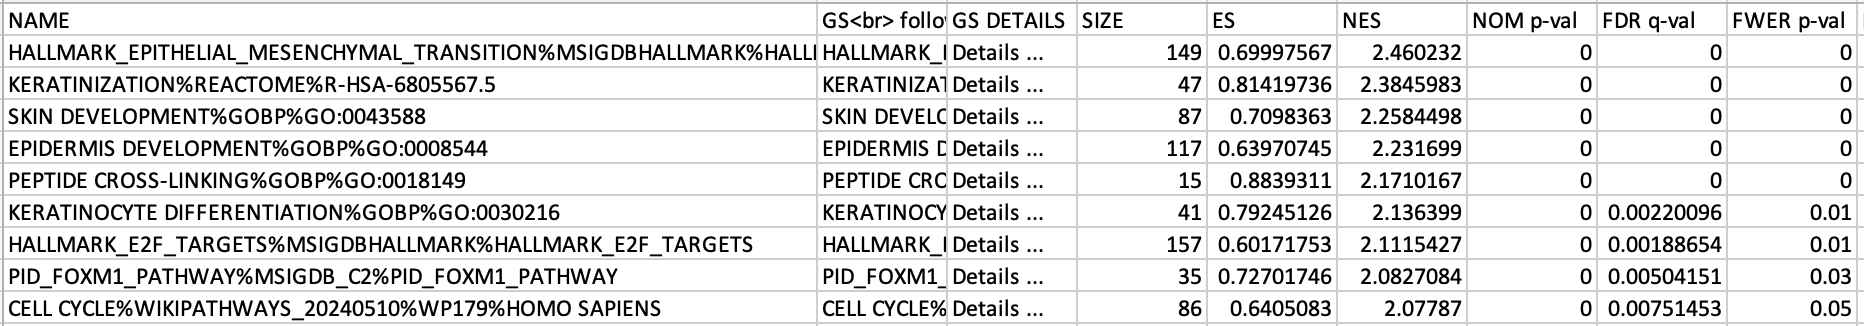 NAME GS<br> follow GS DETAILS SIZE ES NES NOM p-val FDR q-val FWER p-val
HALLMARK_EPITHELIAL_MESENCHYMAL_TRANSITION%MSIGDBHALLMARK%HALL HALLMARK_ Details ... 149 0.69997567 2.460232 0 0 0
KERATINIZATION%REACTOME%R-HSA-6805567.5 KERATINIZAT Details ... 47 0.81419736 2.3845983 0 0 0
SKIN DEVELOPMENT%GOBP%GO:0043588 SKIN DEVELO Details ... 87 0.7098363 2.2584498 0 0 0
EPIDERMIS DEVELOPMENT%GOBP%GO:0008544 EPIDERMIS D Details ... 117 0.63970745 2.231699 0 0 0
PEPTIDE CROSS-LINKING%GOBP%GO:0018149 PEPTIDE CRO Details ... 15 0.8839311 2.1710167 0 0 0
KERATINOCYTE DIFFERENTIATION%GOBP%GO:0030216 KERATINOCY Details ... 41 0.79245126 2.136399 0 0.00220096 0.01
HALLMARK_E2F_TARGETS%MSIGDBHALLMARK%HALLMARK_E2F_TARGETS HALLMARK_ Details ... 157 0.60171753 2.1115427 0 0.00188654 0.01
PID_FOXM1_PATHWAY%MSIGDB_C2%PID_FOXM1_PATHWAY PID_FOXM1_ Details ... 35 0.72701746 2.0827084 0 0.00504151 0.03
CELL CYCLE%WIKIPATHWAYS_20240510%WP179%HOMO SAPIENS CELL CYCLE% Details ... 86 0.6405083 2.07787 0 0.00751453 0.05